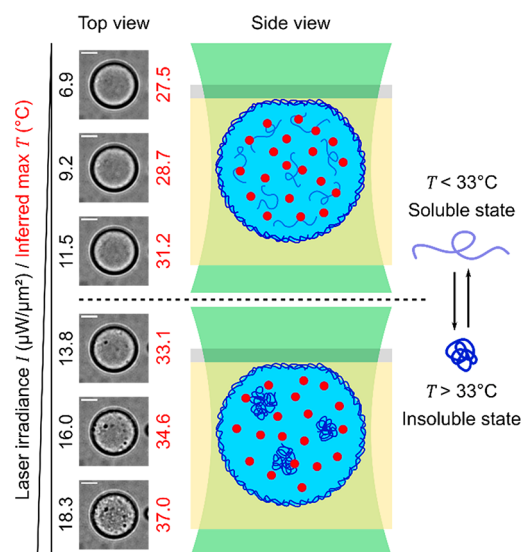 Top view
Side view
Laser irradiance I (µW/µm²) / Inferred max T (°C)
6.9
27.5
9.2
28.7
11.5
31.2
13.8
33.1
16.0
34.6
18.3
37.0
T < 33°C
Soluble state
T > 33°C
Insoluble state